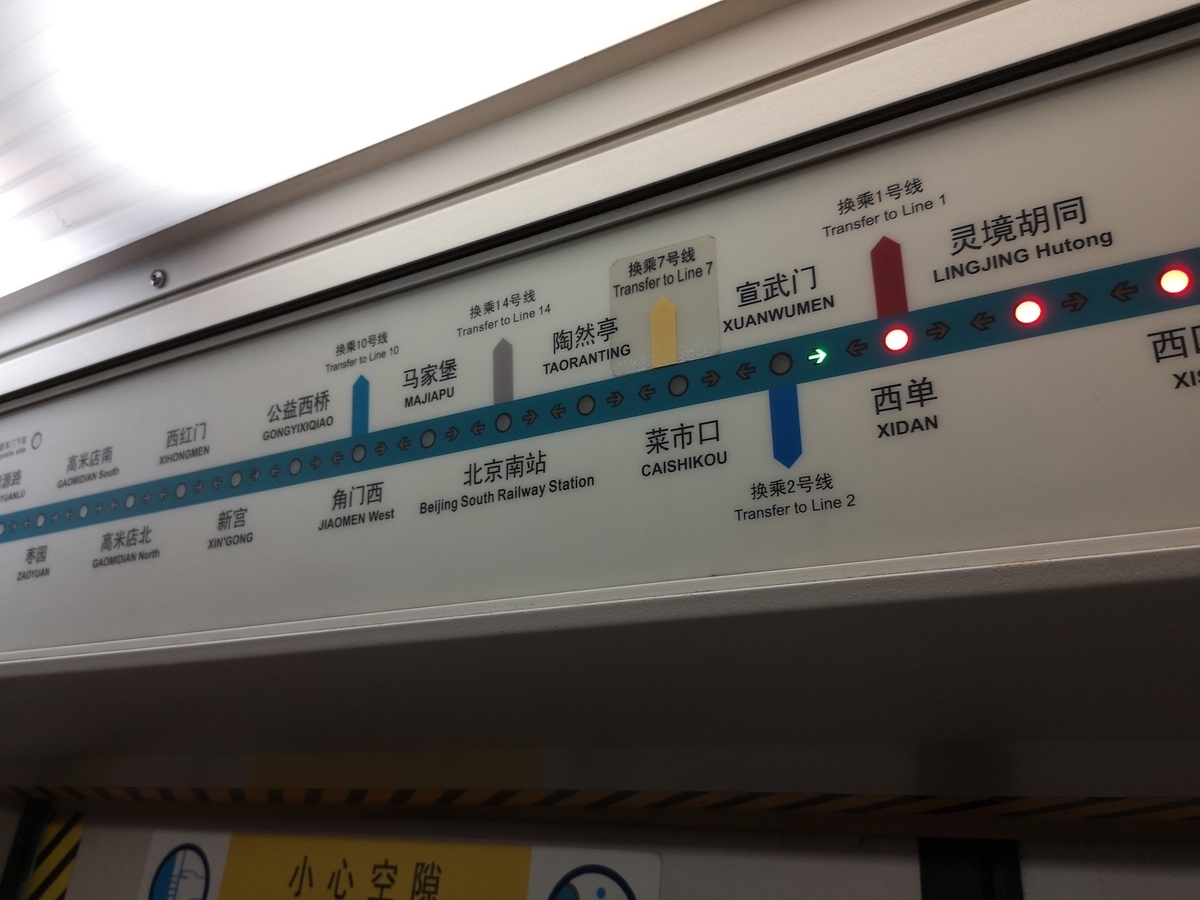 换乘1号线
Transfer to Line 1
灵境胡同
LINGJING Hutong
换乘7号线
Transfer to Line 7
宣武门
XUANWUMEN
换乘14号线
Transfer to Line 14
陶然亭
TAORANTING
换乘10号线
Transfer to Line 10
马家堡
MAJIAPU
公益西桥
GONGYIXIQIAO
西红门
XIHONGMEN
高米店南
GAOMIDIAN South
源路
YUANLU
西
XIS
西单
XIDAN
菜市口
CAISHIKOU
换乘2号线
Transfer to Line 2
北京南站
Beijing South Railway Station
角门西
JIAOMEN West
新宫
XIN'GONG
高米店北
GAOMIDIAN North
枣园
ZAOYUAN
小心空隙